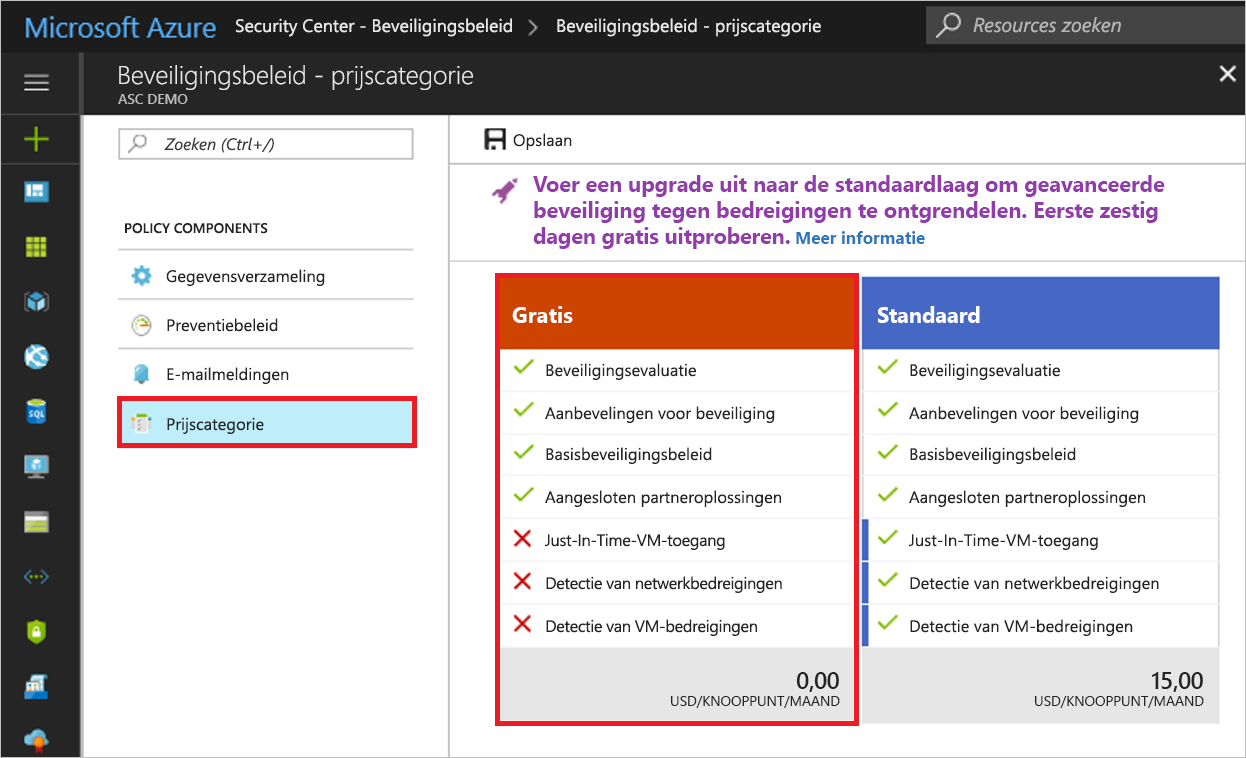 Microsoft Azure Security Center - Beveiligingsbeleid > Beveiligingsbeleid - prijscategorie Resources zoeken
Beveiligingsbeleid - prijscategorie
ASC DEMO
Zoeken (Ctrl+/)
POLICY COMPONENTS
Gegevensverzameling
Preventiebeleid
E-mailmeldingen
SQL
Prijscategorie
Opslaan
Voer een upgrade uit naar de standaardlaag om geavanceerde
beveiliging tegen bedreigingen te ontgrendelen. Eerste zestig
dagen gratis uitproberen. Meer informatie
Gratis
Beveiligingsevaluatie
Aanbevelingen voor beveiliging
Basisbeveiligingsbeleid
Aangesloten partneroplossingen
Just-In-Time-VM-toegang
Detectie van netwerkbedreigingen
Detectie van VM-bedreigingen
0,00
USD/KNOOPPUNT/MAAND
Standaard
Beveiligingsevaluatie
Aanbevelingen voor beveiliging
Basisbeveiligingsbeleid
Aangesloten partneroplossingen
Just-In-Time-VM-toegang
Detectie van netwerkbedreigingen
Detectie van VM-bedreigingen
15,00
USD/KNOOPPUNT/MAAND